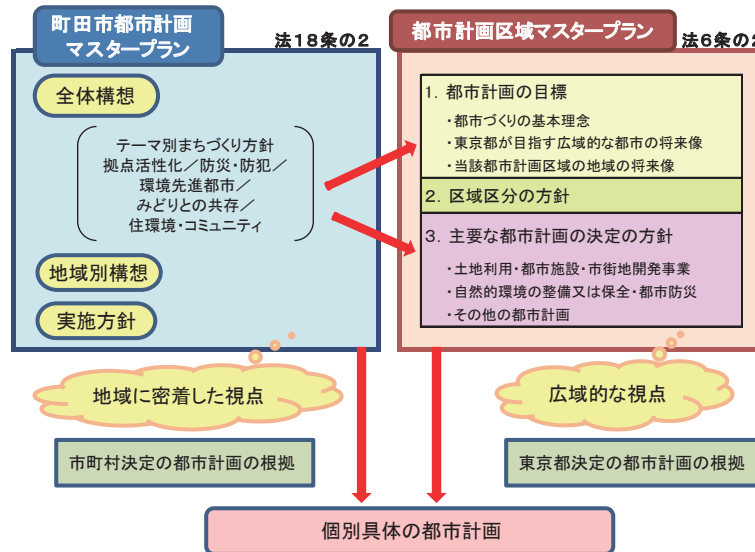 町田市都市計画
マスタープラン
法18条の2
全体構想
テーマ別まちづくり方針
拠点活性化／防災・防犯／
環境先進都市／
みどりとの共存／
住環境・コミュニティ
地域別構想
実施方針
都市計画区域マスタープラン
法6条の2
1．都市計画の目標
・都市づくりの基本理念
・東京都が目指す広域的な都市の将来像
・当該都市計画区域の地域の将来像
2．区域区分の方針
3．主要な都市計画の決定の方針
・土地利用・都市施設・市街地開発事業
・自然的環境の整備又は保全・都市防災
・その他の都市計画
地域に密着した視点
広域的な視点
市町村決定の都市計画の根拠
東京都決定の都市計画の根拠
個別具体の都市計画